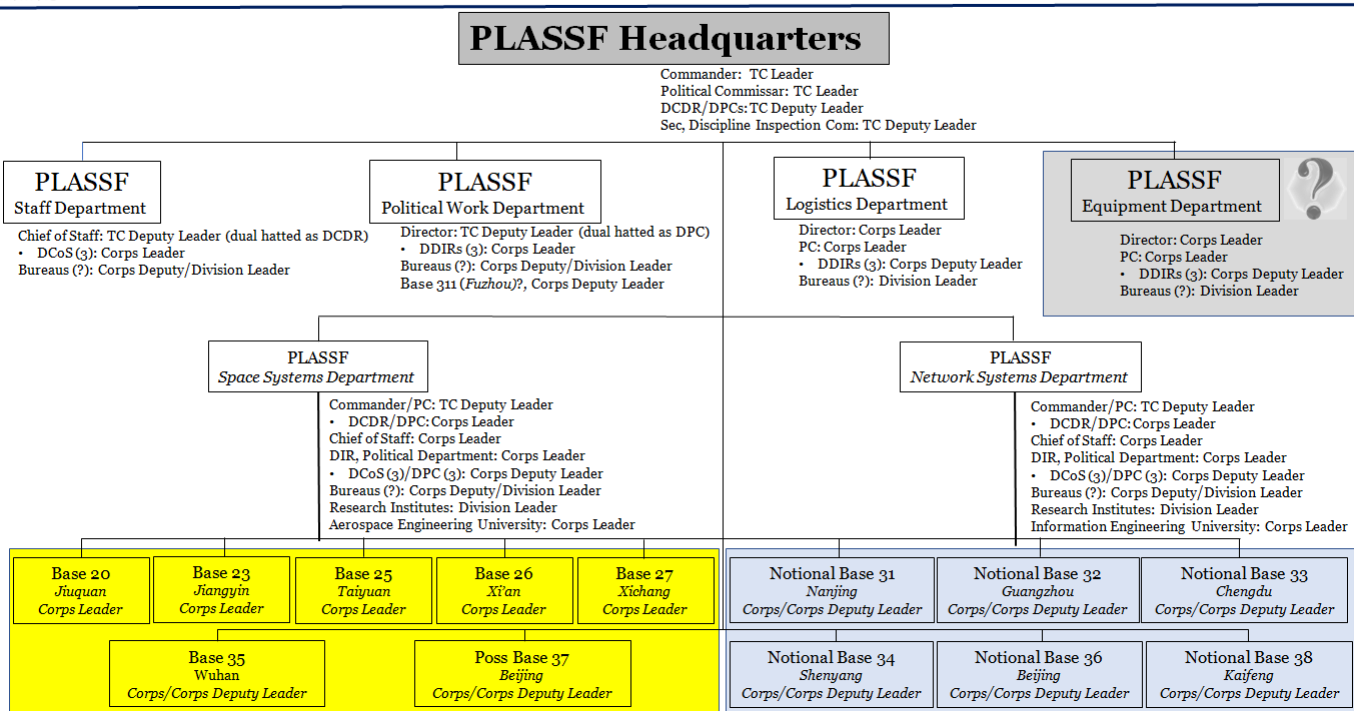 PLASSF Headquarters
Commander: TC Leader
Political Commissar: TC Leader
DCDR/DPCs: TC Deputy Leader
Sec, Discipline Inspection Com: TC Deputy Leader
PLASSF
Staff Department
Chief of Staff: TC Deputy Leader (dual hatted as DCDR)
• DCoS (3): Corps Leader
Bureaus (?): Corps Deputy/Division Leader
PLASSF
Political Work Department
Director: TC Deputy Leader (dual hatted as DPC)
• DDIRs (3): Corps Leader
Bureaus (?): Corps Deputy/Division Leader
Base 311 (Fuzhou)?, Corps Deputy Leader
PLASSF
Logistics Department
Director: Corps Leader
PC: Corps Leader
• DDIRs (3): Corps Deputy Leader
Bureaus (?): Division Leader
PLASSF
Equipment Department
?
Director: Corps Leader
PC: Corps Leader
• DDIRs (3): Corps Deputy Leader
Bureaus (?): Division Leader
PLASSF
Space Systems Department
Commander/PC: TC Deputy Leader
• DCDR/DPC: Corps Leader
Chief of Staff: Corps Leader
DIR, Political Department: Corps Leader
• DCoS (3)/DPC (3): Corps Deputy Leader
Bureaus (?): Corps Deputy/Division Leader
Research Institutes: Division Leader
Aerospace Engineering University: Corps Leader
PLASSF
Network Systems Department
Commander/PC: TC Deputy Leader
• DCDR/DPC: Corps Leader
Chief of Staff: Corps Leader
DIR, Political Department: Corps Leader
• DCoS (3)/DPC (3): Corps Deputy Leader
Bureaus (?): Corps Deputy/Division Leader
Research Institutes: Division Leader
Information Engineering University: Corps Leader
Base 20
Jiuquan
Corps Leader
Base 23
Jiangyin
Corps Leader
Base 25
Taiyuan
Corps Leader
Base 26
Xi'an
Corps Leader
Base 27
Xichang
Corps Leader
Base 35
Wuhan
Corps/Corps Deputy Leader
Poss Base 37
Beijing
Corps/Corps Deputy Leader
Notional Base 31
Nanjing
Corps/Corps Deputy Leader
Notional Base 32
Guangzhou
Corps/Corps Deputy Leader
Notional Base 33
Chengdu
Corps/Corps Deputy Leader
Notional Base 34
Shenyang
Corps/Corps Deputy Leader
Notional Base 36
Beijing
Corps/Corps Deputy Leader
Notional Base 38
Kaifeng
Corps/Corps Deputy Leader